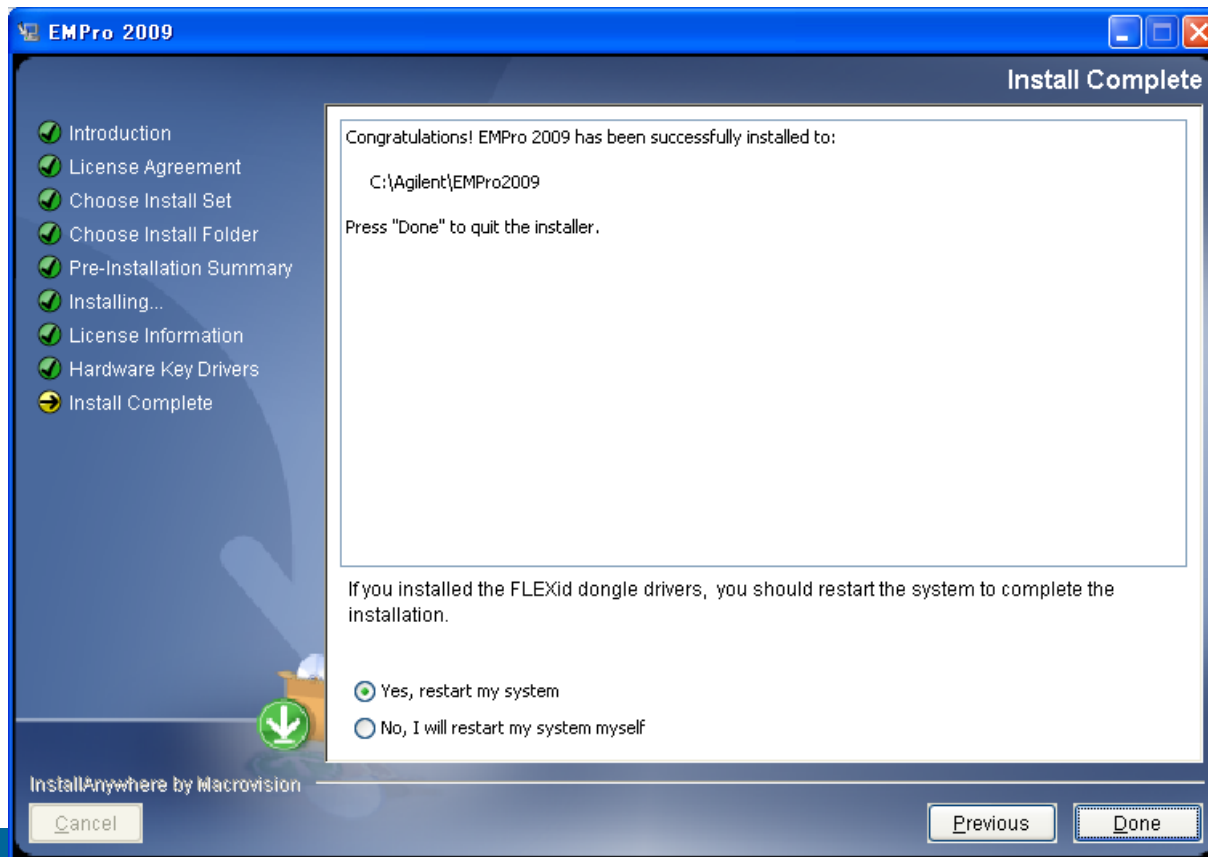 EMPro 2009
Install Complete
Introduction
License Agreement
Choose Install Set
Choose Install Folder
Pre-Installation Summary
Installing...
License Information
Hardware Key Drivers
Install Complete
Congratulations! EMPro 2009 has been successfully installed to:
C:\Agilent\EMPro2009
Press "Done" to quit the installer.
If you installed the FLEXid dongle drivers, you should restart the system to complete the
installation.
Yes, restart my system
No, I will restart my system myself
InstallAnywhere by Macrovision
Cancel
Previous
Done